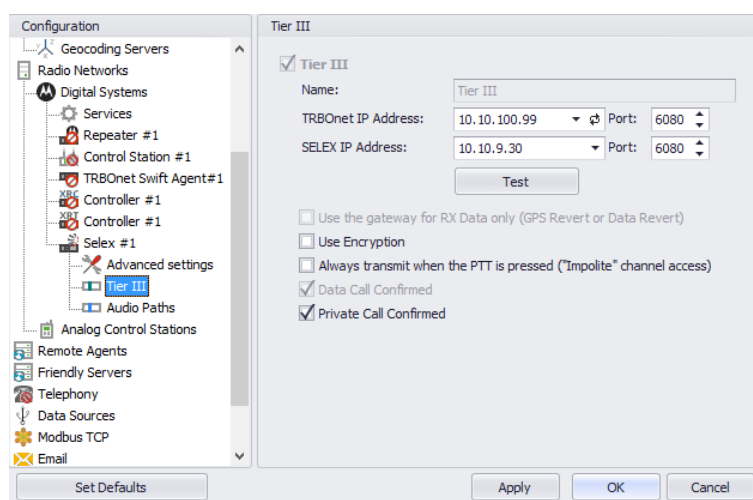 Configuration
Geocoding Servers
Radio Networks
Digital Systems
Services
Repeater #1
Control Station #1
TRBOnet Swift Agent#1
XRC
Controller #1
XRT
Controller #1
Selex #1
Advanced settings
Tier III
Audio Paths
Analog Control Stations
Remote Agents
Friendly Servers
Telephony
Data Sources
Modbus TCP
Email
Set Defaults
Tier III
Tier III
Name: Tier III
TRBOnet IP Address: 10.10.100.99 Port: 6080
SELEX IP Address: 10.10.9.30 Port: 6080
Test
Use the gateway for RX Data only (GPS Revert or Data Revert)
Use Encryption
Always transmit when the PTT is pressed ("Impolite" channel access)
Data Call Confirmed
Private Call Confirmed
Apply OK Cancel